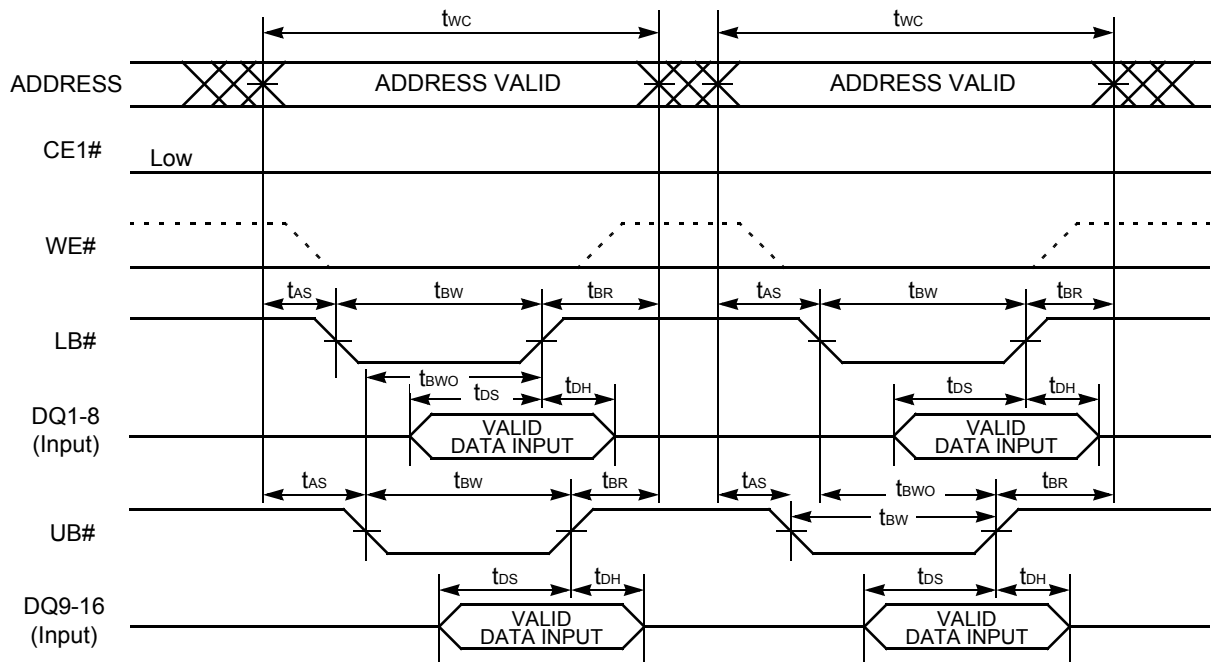 tWC tWC
ADDRESS ADDRESS VALID ADDRESS VALID
CE1# Low
WE#
tAS tBW tBR tAS tBW tBR
LB#
tBWO
tDS tDH tDS tDH
DQ1-8
(Input)
VALID
DATA INPUT
VALID
DATA INPUT
tAS tBW tBR tAS tBWO tBR
UB#
tBW
tDS tDH tDS tDH
DQ9-16
(Input)
VALID
DATA INPUT
VALID
DATA INPUT